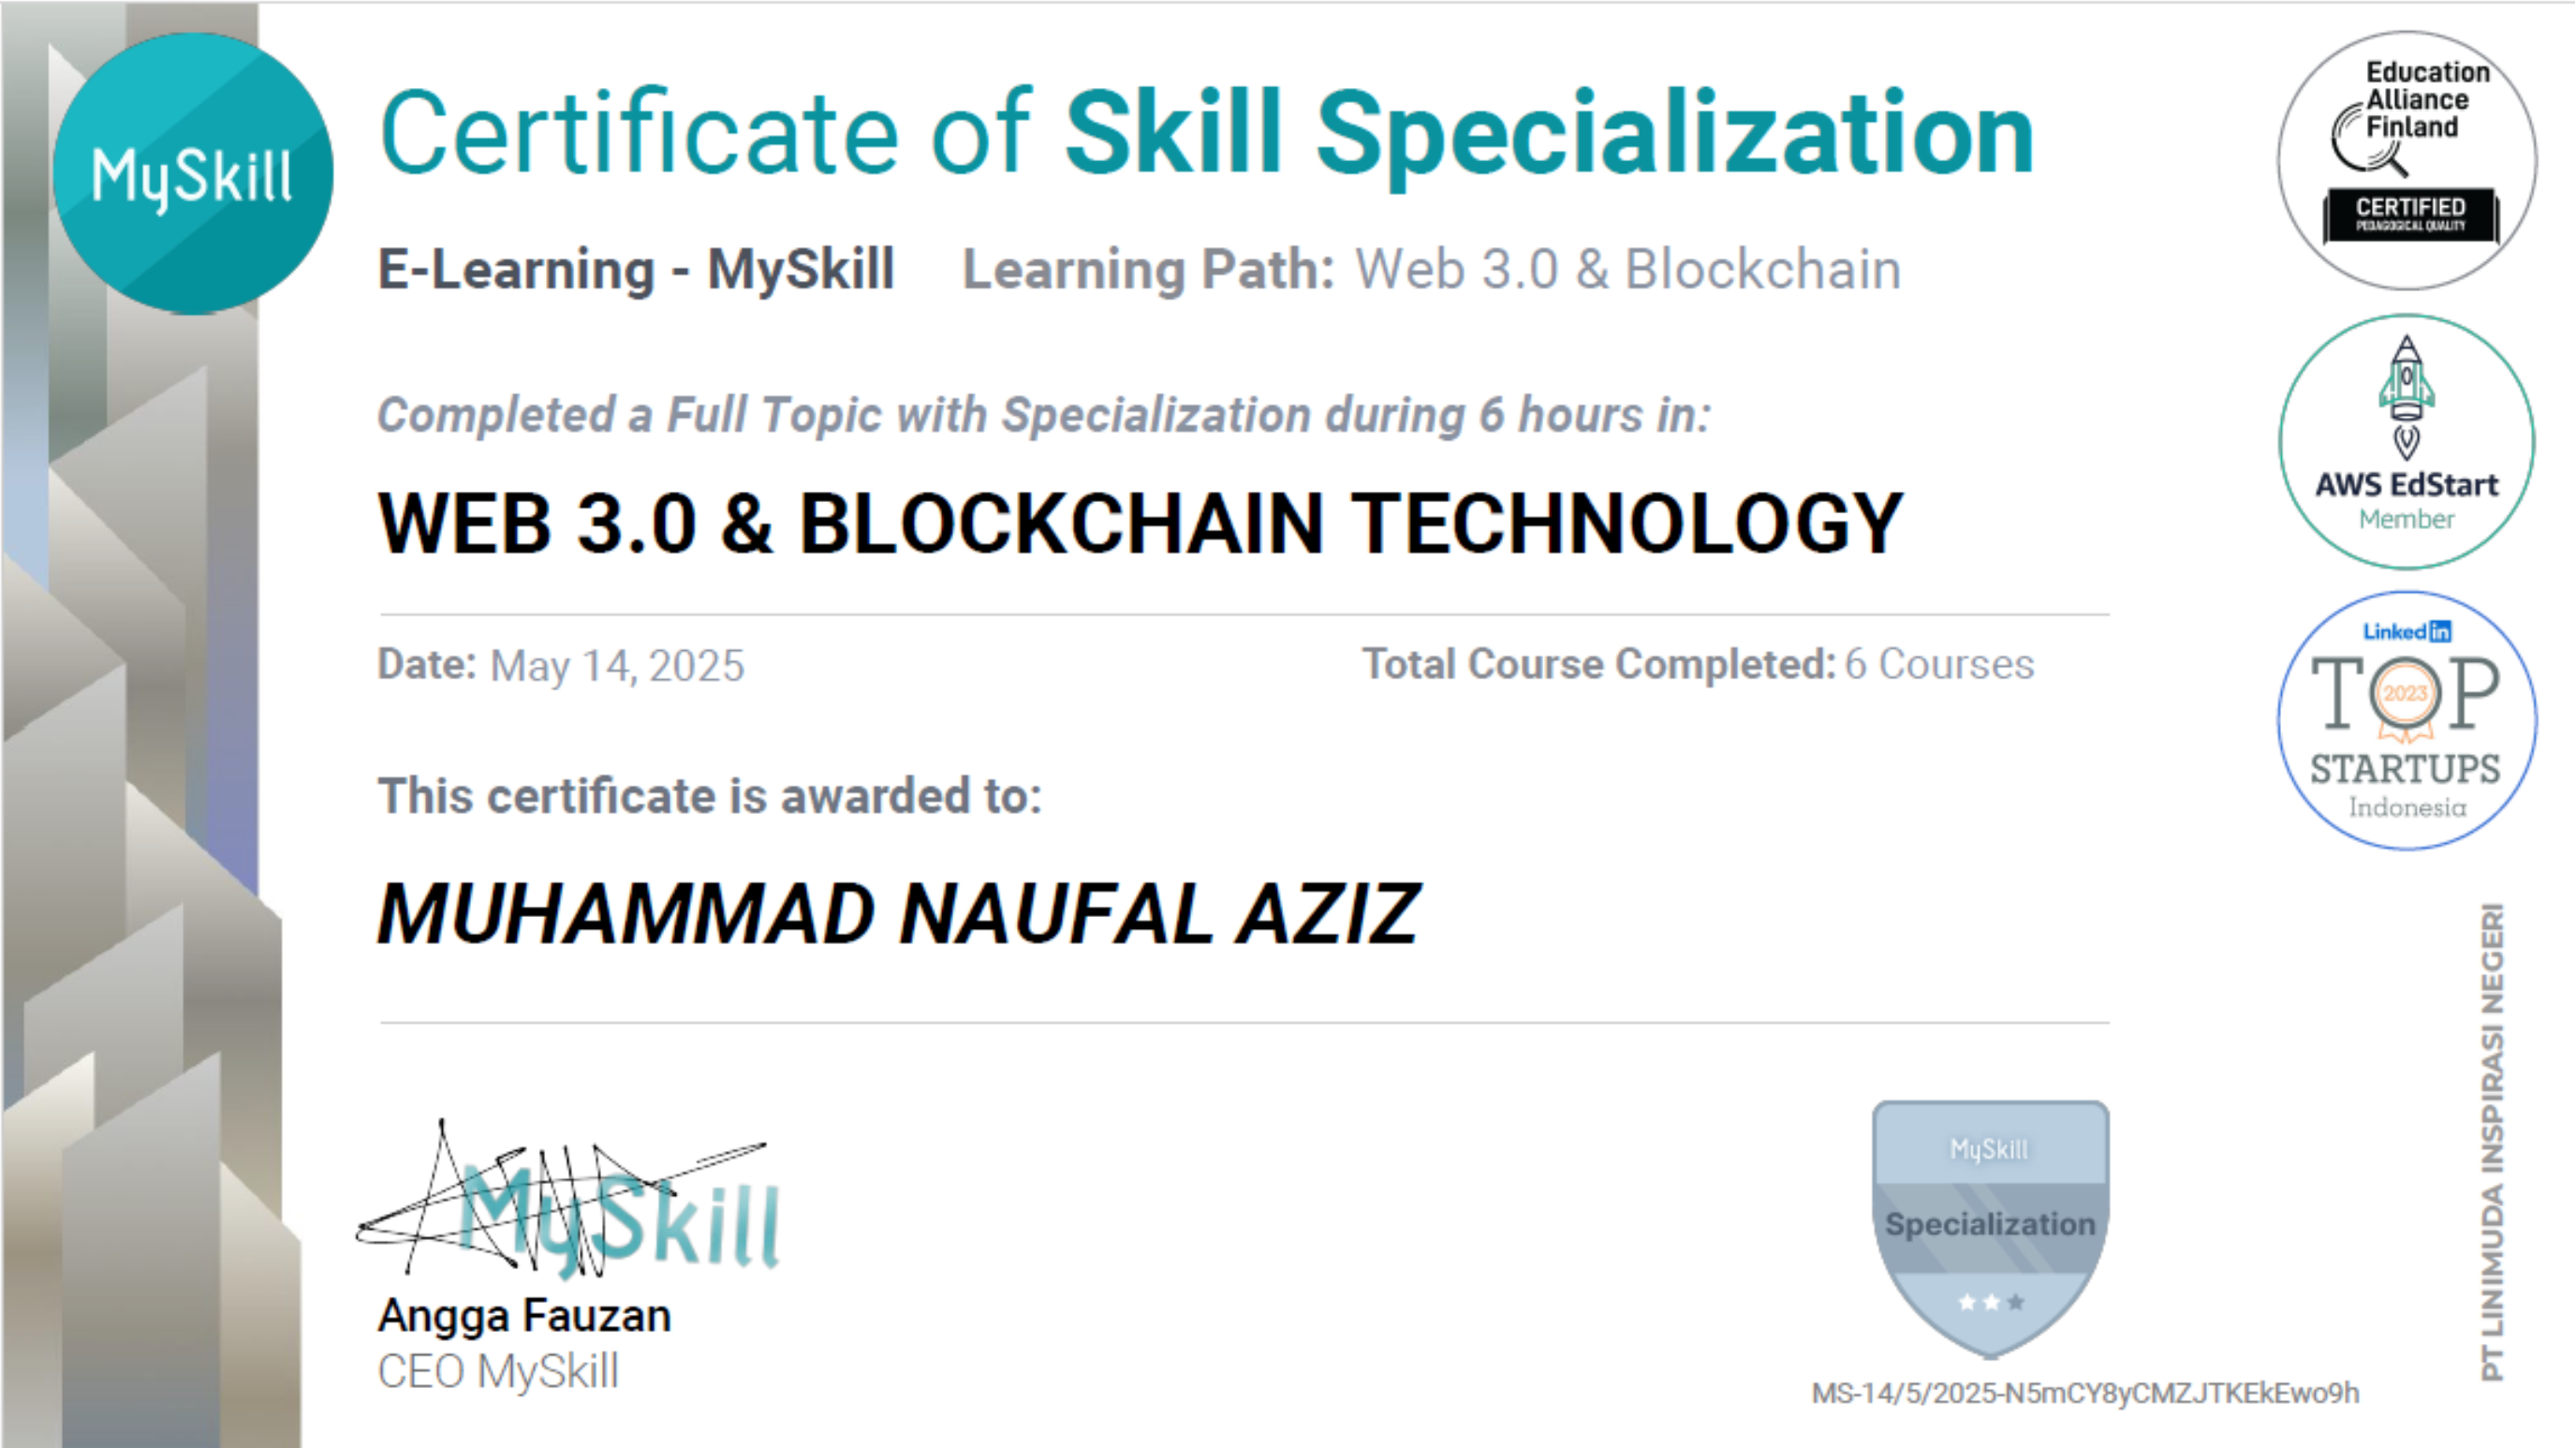 MySkill
Certificate of Skill Specialization
E-Learning - MySkill Learning Path: Web 3.0 & Blockchain
Completed a Full Topic with Specialization during 6 hours in:
WEB 3.0 & BLOCKCHAIN TECHNOLOGY
Date: May 14, 2025 Total Course Completed: 6 Courses
This certificate is awarded to:
MUHAMMAD NAUFAL AZIZ
MySkill
Angga Fauzan
CEO MySkill
MySkill
Specialization
MS-14/5/2025-N5mCY8yCMZJTKEkEwo9h
Education
Alliance
Finland
CERTIFIED
PEDAGOGICAL QUALITY
AWS EdStart
Member
Linked in
TOP
2023
STARTUPS
Indonesia
PT LINIMUDA INSPIRASI NEGERI